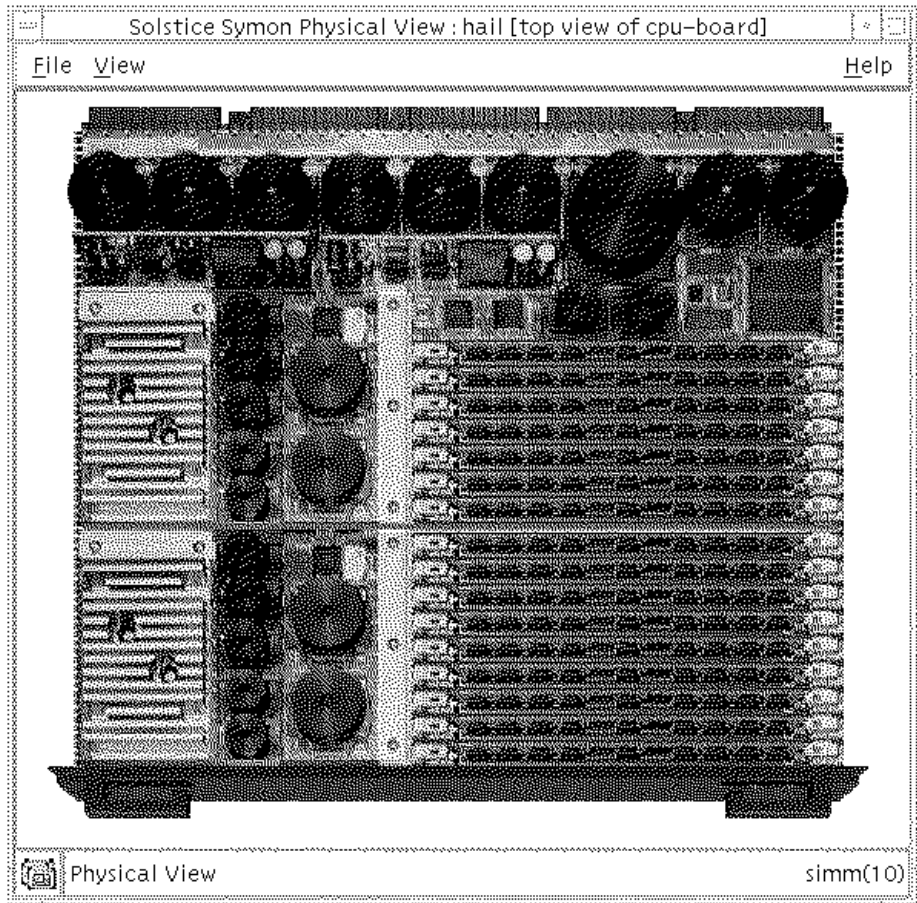 Solstice Symon Physical View : hail [top view of cpu-board]
File View Help
Physical View simm(10)